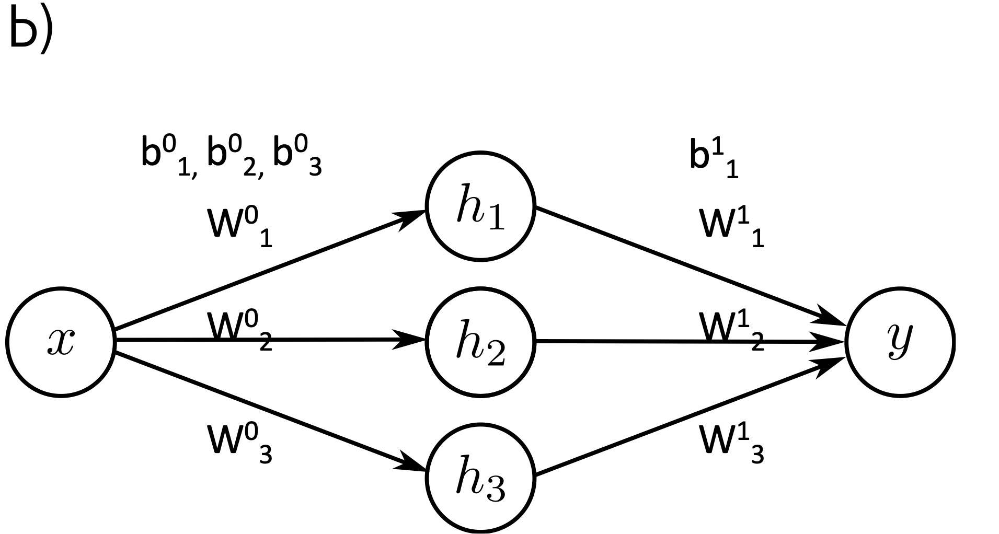 b)
b⁰₁, b⁰₂, b⁰₃
b¹₁
W⁰₁
h₁
W¹₁
x
W⁰₂
h₂
W¹₂
y
W⁰₃
h₃
W¹₃